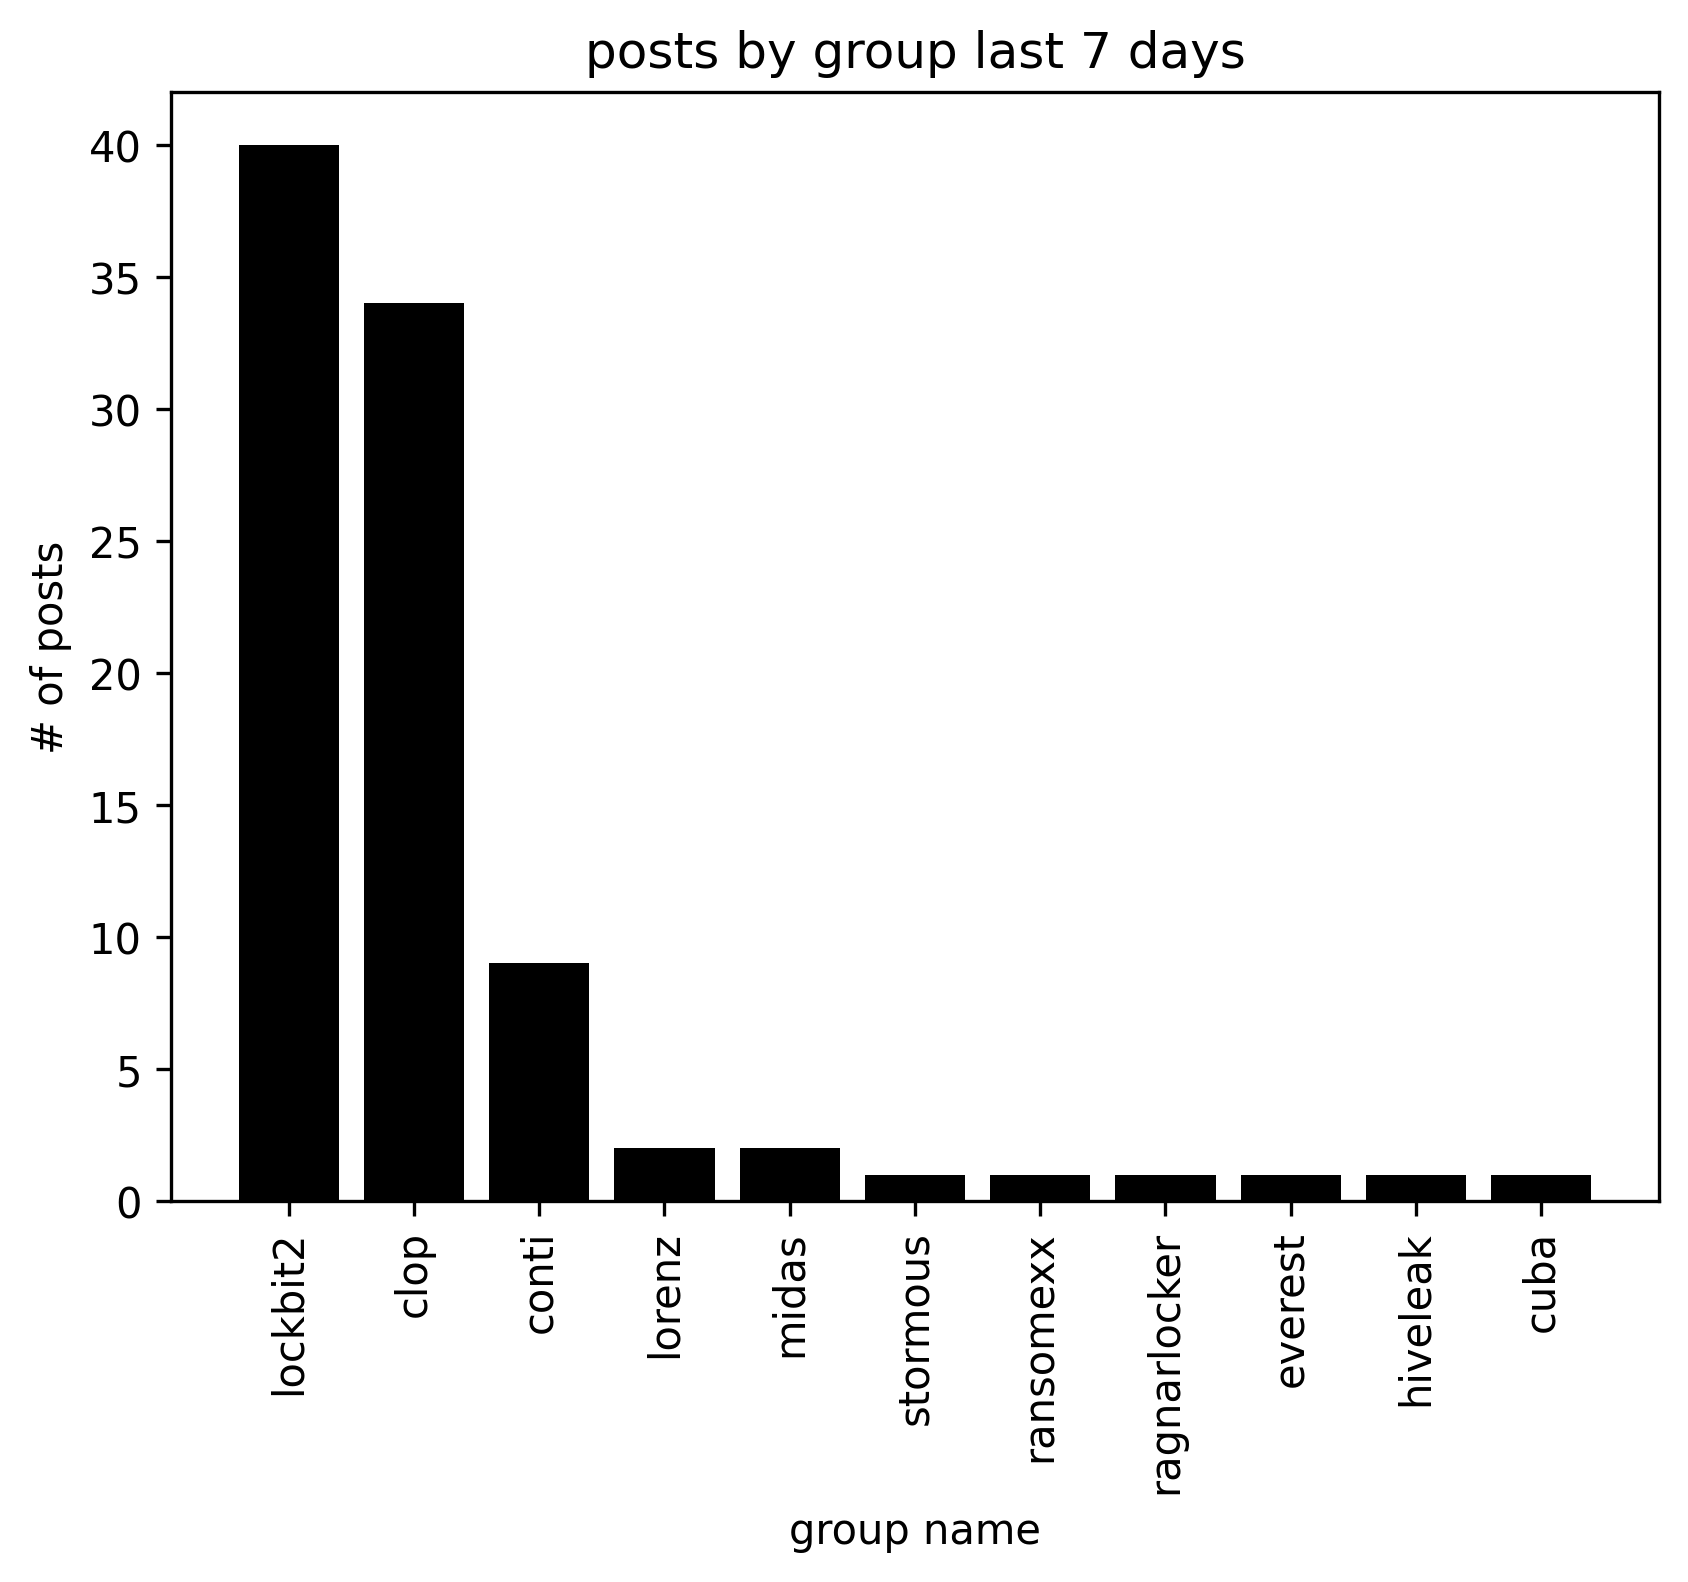 posts by group last 7 days
# of posts
40
35
30
25
20
15
10
5
0
lockbit2
clop
conti
lorenz
midas
stormous
ransomexx
ragnarlocker
everest
hiveleak
cuba
group name